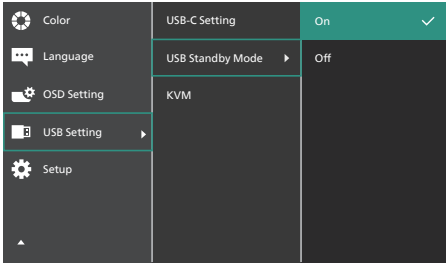 Color
Language
OSD Setting
USB Setting
Setup
USB-C Setting
USB Standby Mode
KVM
On
Off